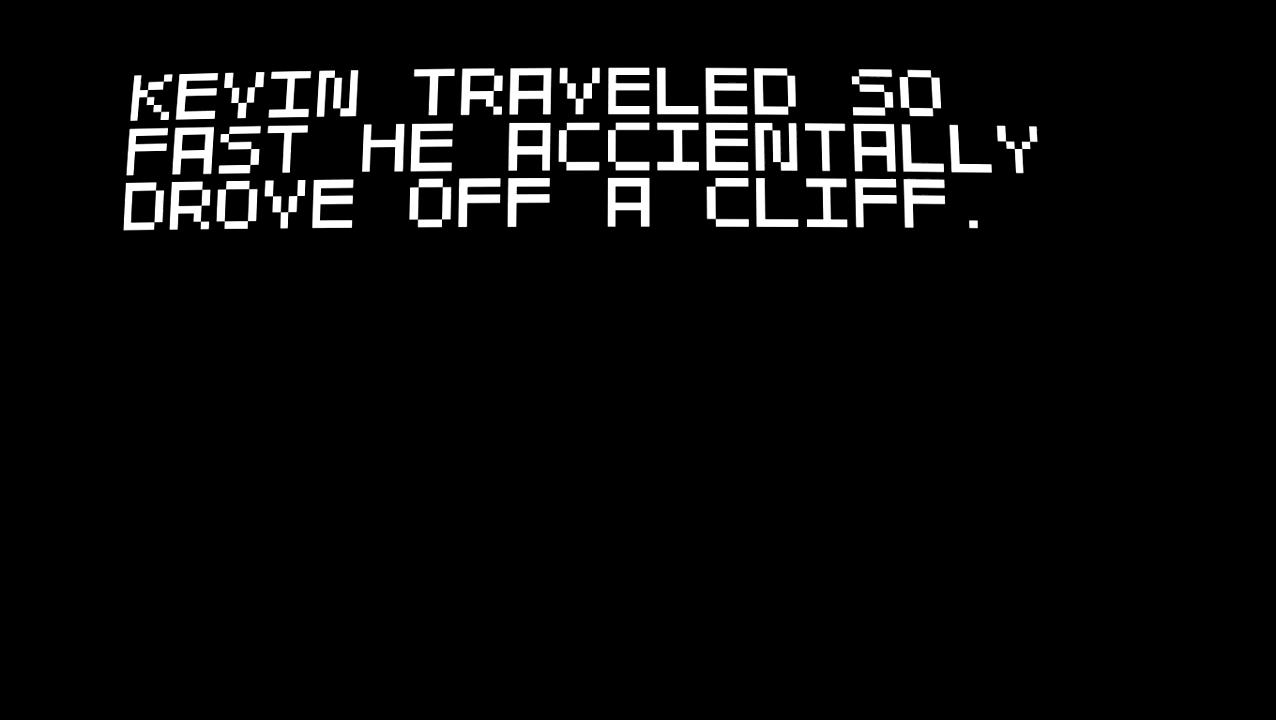 KEVIN TRAVELED SO
FAST HE ACCIENTALLY
DROVE OFF A CLIFF.